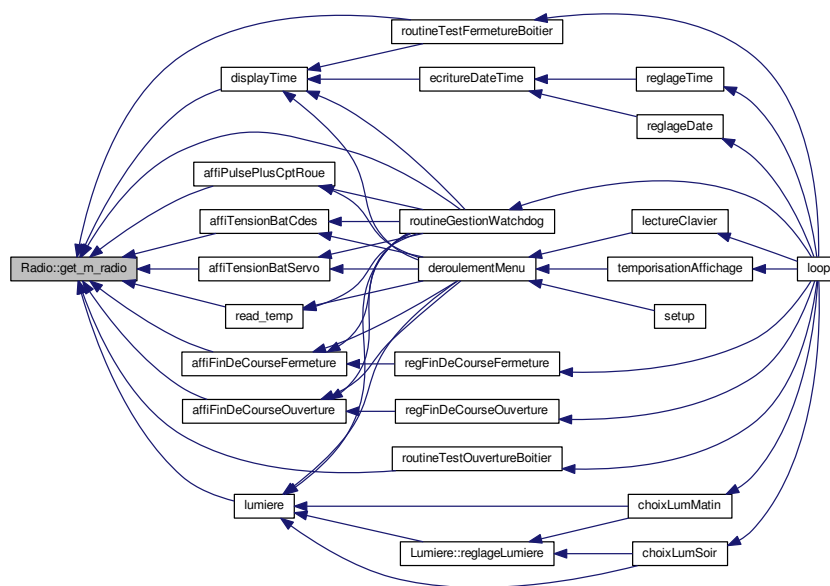 routineTestFermetureBoitier
displayTime
ecritureDateTime
reglageTime
reglageDate
affiPulsePlusCptRoue
affiTensionBatCdes
routineGestionWatchdog
lectureClavier
Radio::get_m_radio
affiTensionBatServo
deroulementMenu
temporisationAffichage
loop
read_temp
setup
affiFinDeCourseFermeture
regFinDeCourseFermeture
affiFinDeCourseOuverture
regFinDeCourseOuverture
routineTestOuvertureBoitier
lumiere
choixLumMatin
Lumiere::reglageLumiere
choixLumSoir